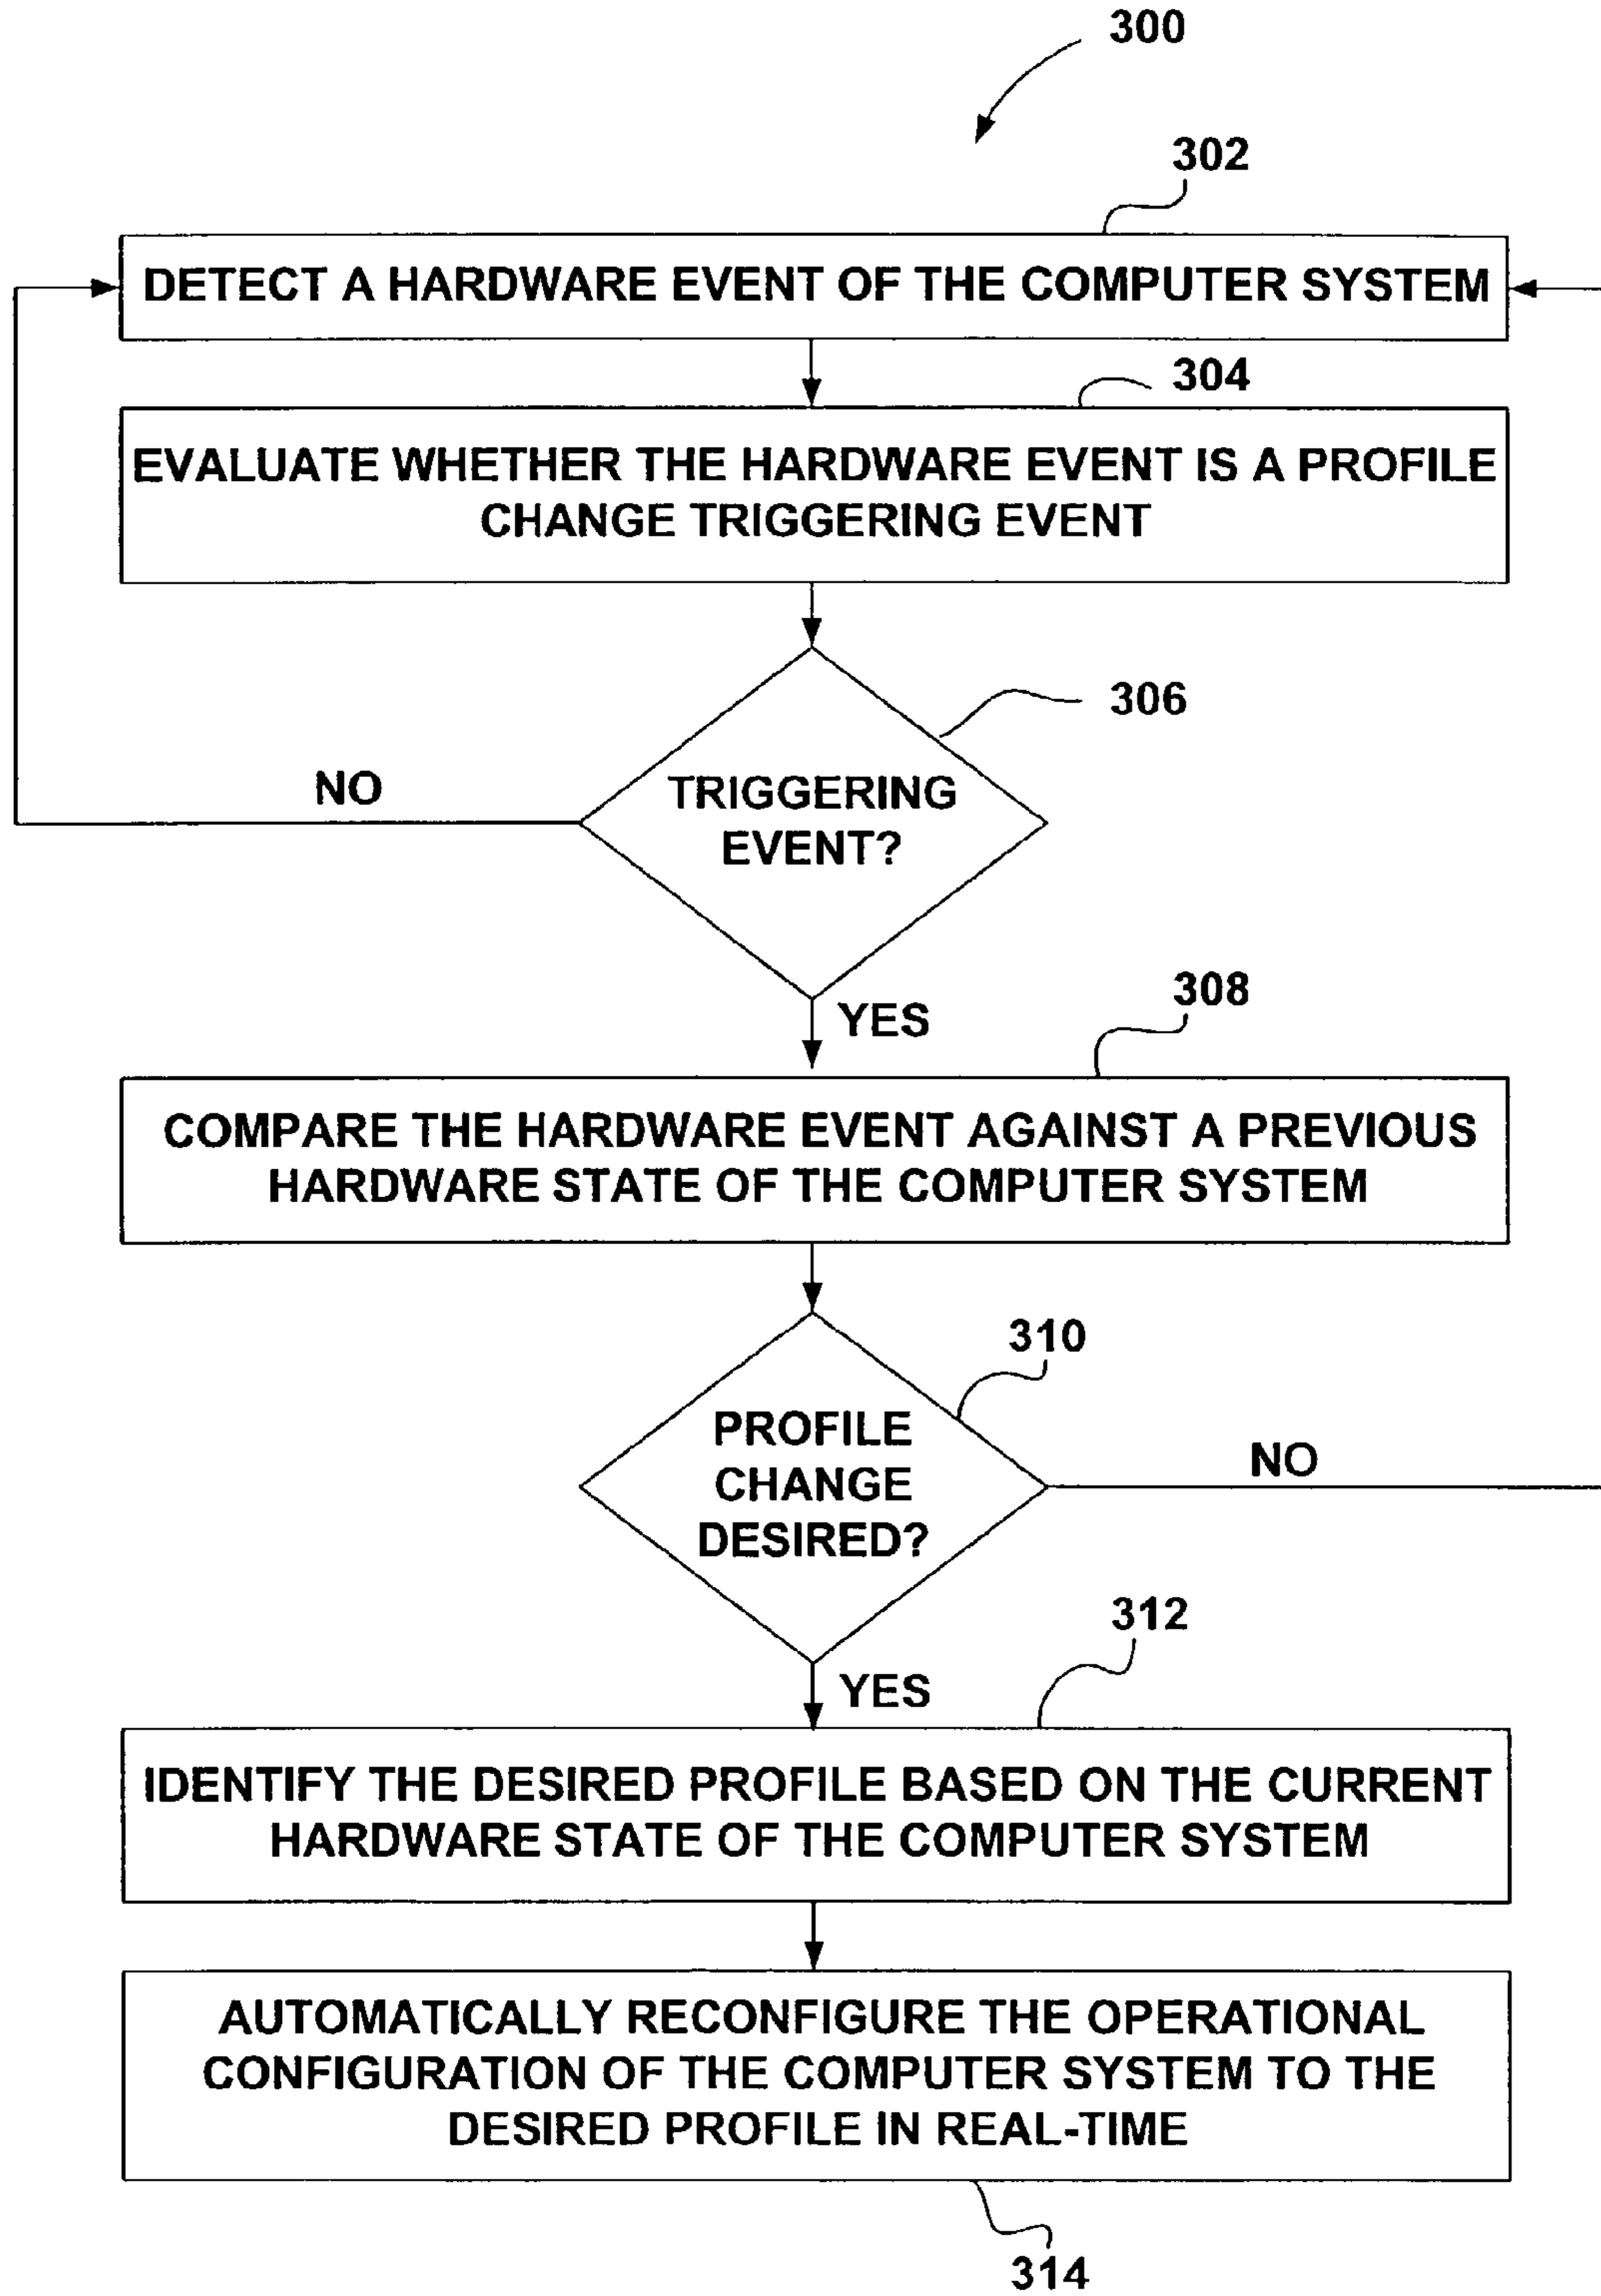 300
302
DETECT A HARDWARE EVENT OF THE COMPUTER SYSTEM
304
EVALUATE WHETHER THE HARDWARE EVENT IS A PROFILE
CHANGE TRIGGERING EVENT
306
NO
TRIGGERING
EVENT?
YES
308
COMPARE THE HARDWARE EVENT AGAINST A PREVIOUS
HARDWARE STATE OF THE COMPUTER SYSTEM
310
PROFILE
CHANGE
DESIRED?
NO
312
YES
IDENTIFY THE DESIRED PROFILE BASED ON THE CURRENT
HARDWARE STATE OF THE COMPUTER SYSTEM
AUTOMATICALLY RECONFIGURE THE OPERATIONAL
CONFIGURATION OF THE COMPUTER SYSTEM TO THE
DESIRED PROFILE IN REAL-TIME
314